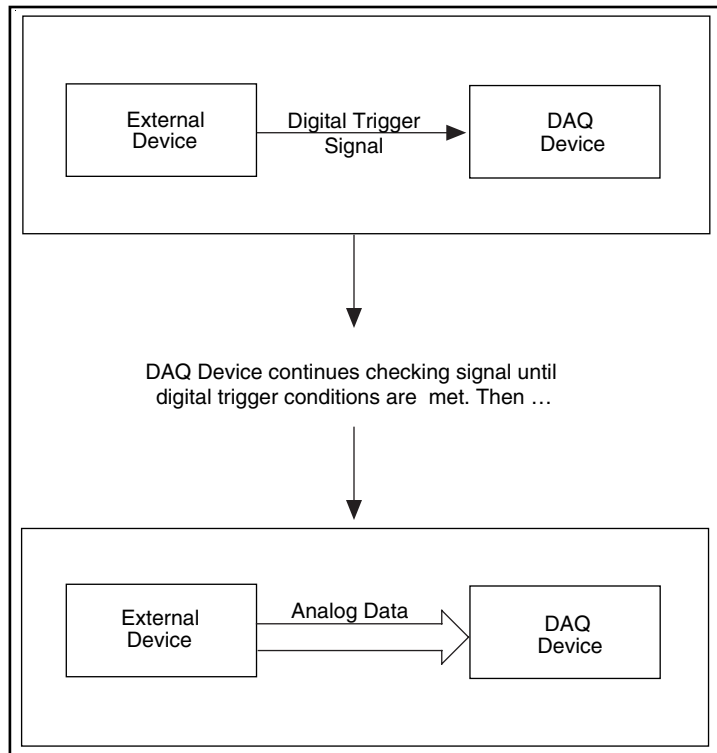 External
Device
Digital Trigger
Signal
DAQ
Device
DAQ Device continues checking signal until
digital trigger conditions are met. Then …
External
Device
Analog Data
DAQ
Device